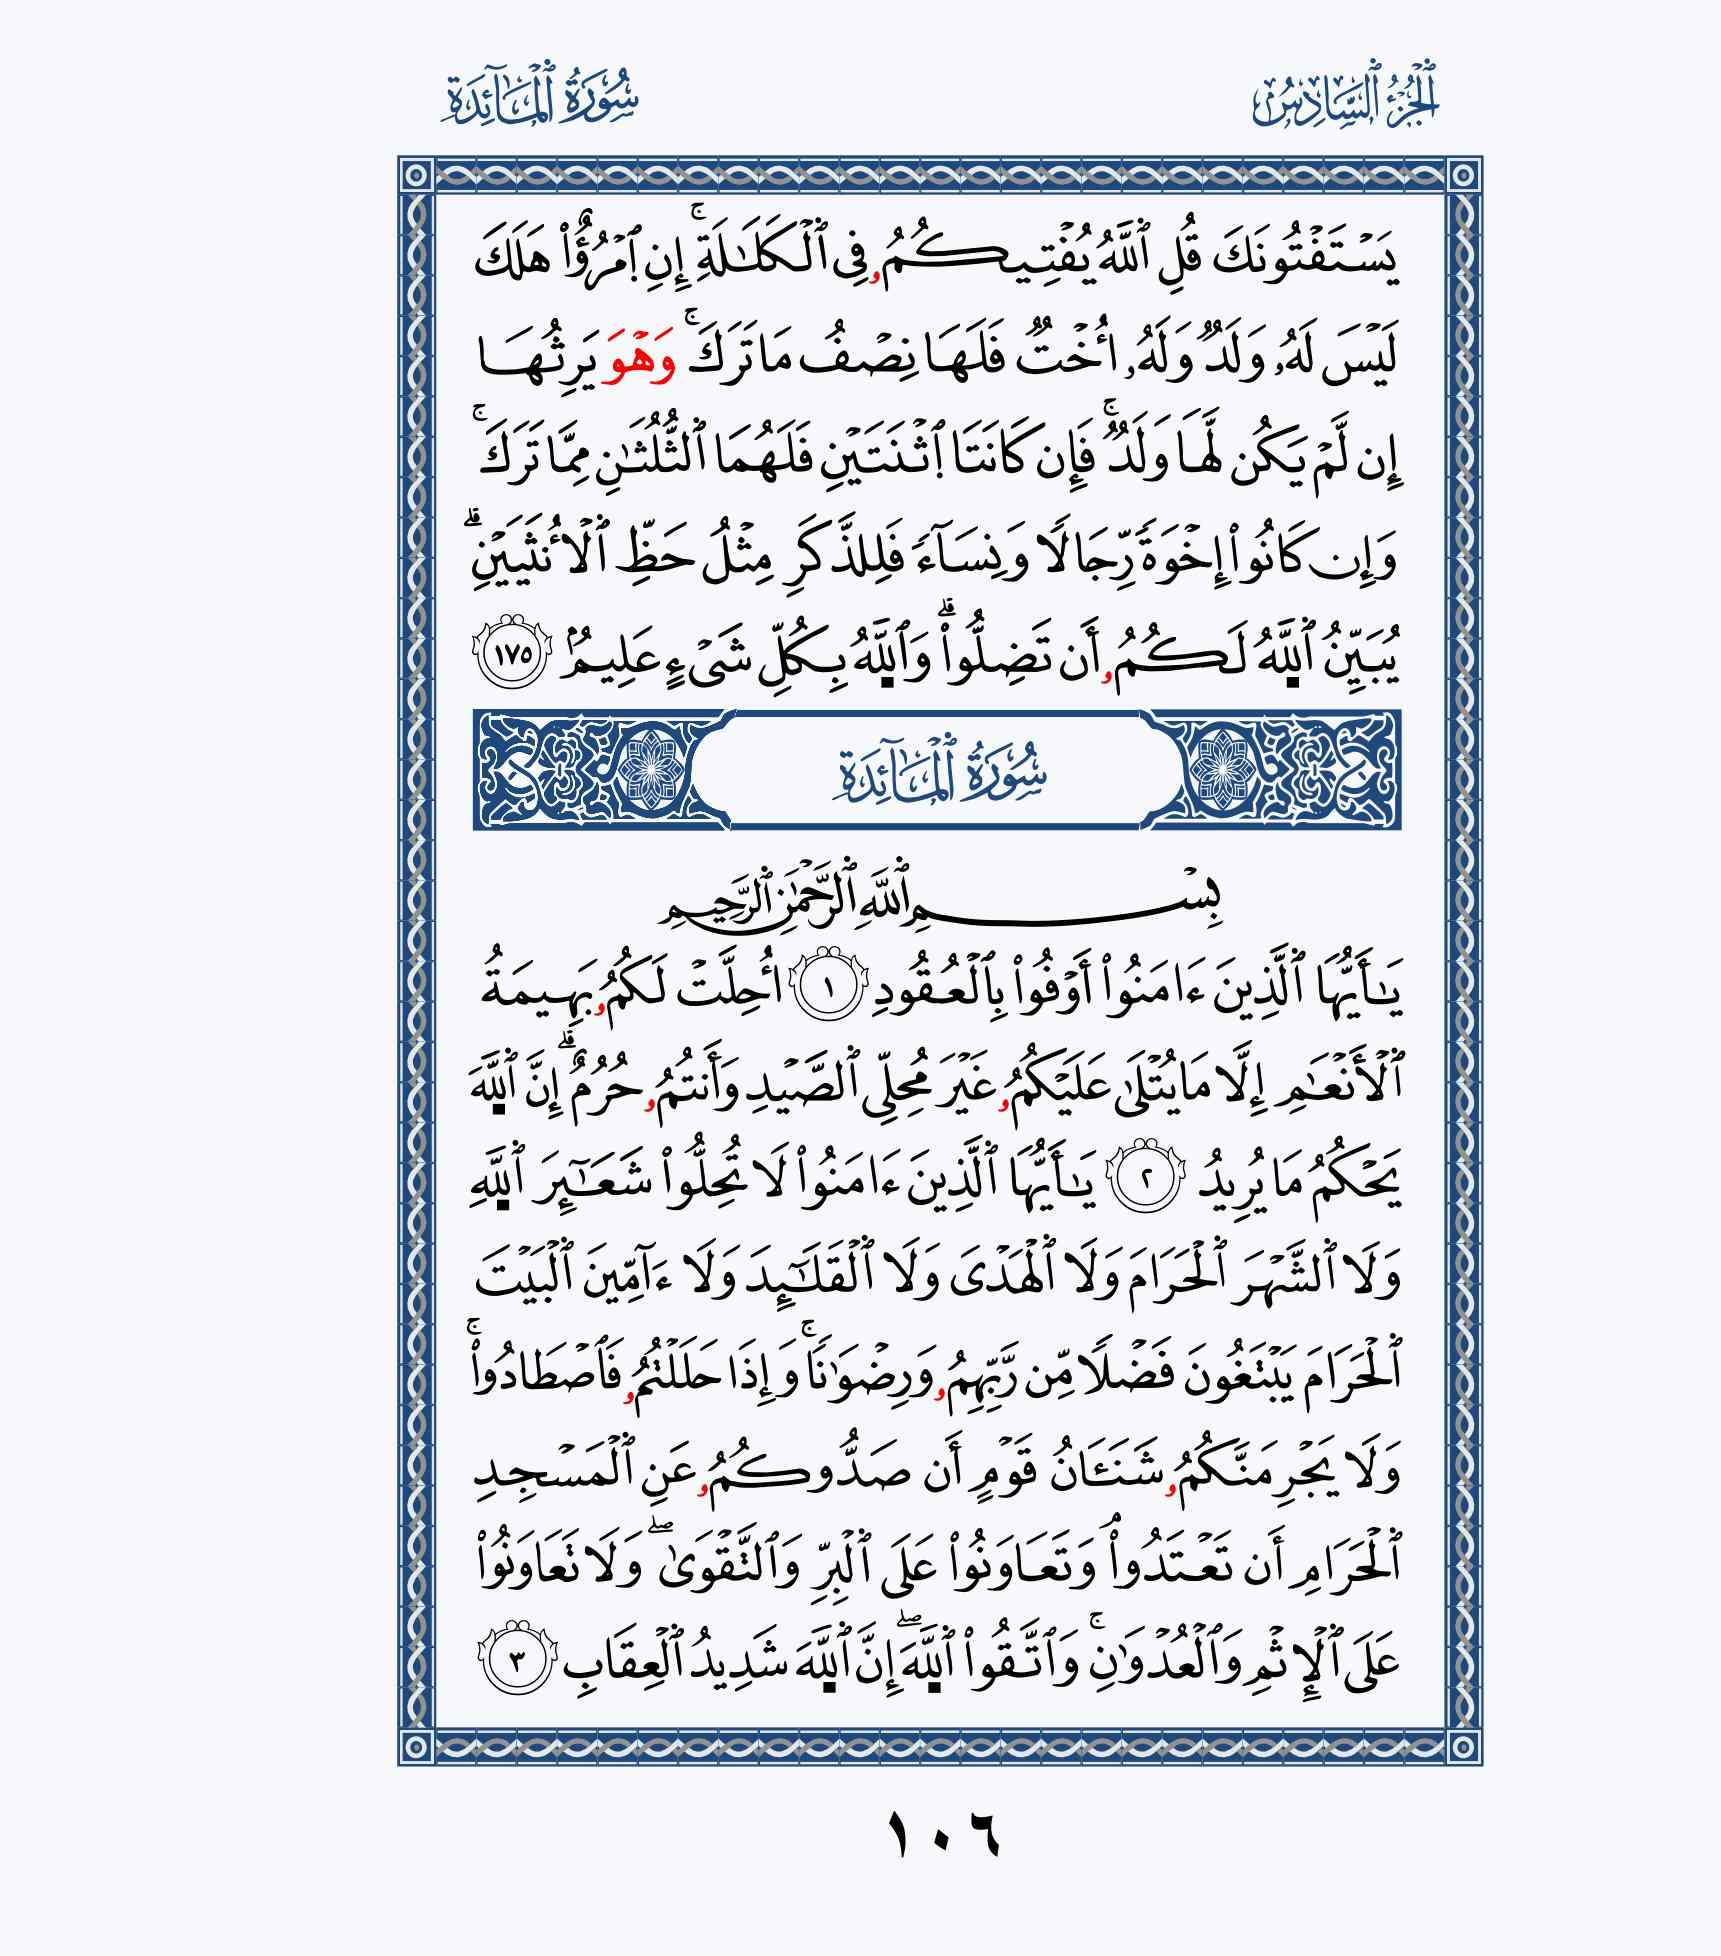 ٱلْجُزْءُ ٱلسَّادِسُ
سُورَةُ ٱلْمَآئِدَةِ
يَسْتَفْتُونَكَ قُلِ ٱللَّهُ يُفْتِيكُمُۥ فِى ٱلْكَلَٰلَةِۚ إِنِ ٱمْرُؤٌا۟ هَلَكَ
لَيْسَ لَهُۥ وَلَدٌ وَلَهُۥ أُخْتٌ فَلَهَا نِصْفُ مَا تَرَكَۚ وَهْوَ يَرِثُهَا
إِن لَّمْ يَكُن لَّهَا وَلَدٌۚ فَإِن كَانَتَا ٱثْنَتَيْنِ فَلَهُمَا ٱلثُّلُثَٰنِ مِمَّا تَرَكَۚ
وَإِن كَانُوا۟ إِخْوَةً رِّجَالًا وَنِسَآءً فَلِلذَّكَرِ مِثْلُ حَظِّ ٱلْأُنثَيَيْنِۗ
يُبَيِّنُ ٱللَّهُ لَكُمُۥ أَن تَضِلُّوا۟ۗ وَٱللَّهُ بِكُلِّ شَىْءٍ عَلِيمٌۢ ١٧٥
سُورَةُ ٱلْمَآئِدَةِ
بِسْمِ ٱللَّهِ ٱلرَّحْمَٰنِ ٱلرَّحِيمِ
يَٰٓأَيُّهَا ٱلَّذِينَ ءَامَنُوا۟ أَوْفُوا۟ بِٱلْعُقُودِ ١ أُحِلَّتْ لَكُمُۥ بَهِيمَةُ
ٱلْأَنْعَٰمِ إِلَّا مَا يُتْلَىٰ عَلَيْكُمُۥ غَيْرَ مُحِلِّى ٱلصَّيْدِ وَأَنتُمُۥ حُرُمٌۗ إِنَّ ٱللَّهَ
يَحْكُمُ مَا يُرِيدُ ٢ يَٰٓأَيُّهَا ٱلَّذِينَ ءَامَنُوا۟ لَا تُحِلُّوا۟ شَعَٰٓئِرَ ٱللَّهِ
وَلَا ٱلشَّهْرَ ٱلْحَرَامَ وَلَا ٱلْهَدْىَ وَلَا ٱلْقَلَٰٓئِدَ وَلَا ءَآمِّينَ ٱلْبَيْتَ
ٱلْحَرَامَ يَبْتَغُونَ فَضْلًا مِّن رَّبِّهِمُۥ وَرِضْوَٰنًاۚ وَإِذَا حَلَلْتُمُۥ فَٱصْطَادُوا۟ۚ
وَلَا يَجْرِمَنَّكُمُۥ شَنَـَٔانُ قَوْمٍ أَن صَدُّوكُمُۥ عَنِ ٱلْمَسْجِدِ
ٱلْحَرَامِ أَن تَعْتَدُوا۟ۘ وَتَعَاوَنُوا۟ عَلَى ٱلْبِرِّ وَٱلتَّقْوَىٰۖ وَلَا تَعَاوَنُوا۟
عَلَى ٱلْإِثْمِ وَٱلْعُدْوَٰنِۚ وَٱتَّقُوا۟ ٱللَّهَۖ إِنَّ ٱللَّهَ شَدِيدُ ٱلْعِقَابِ ٣
١٠٦